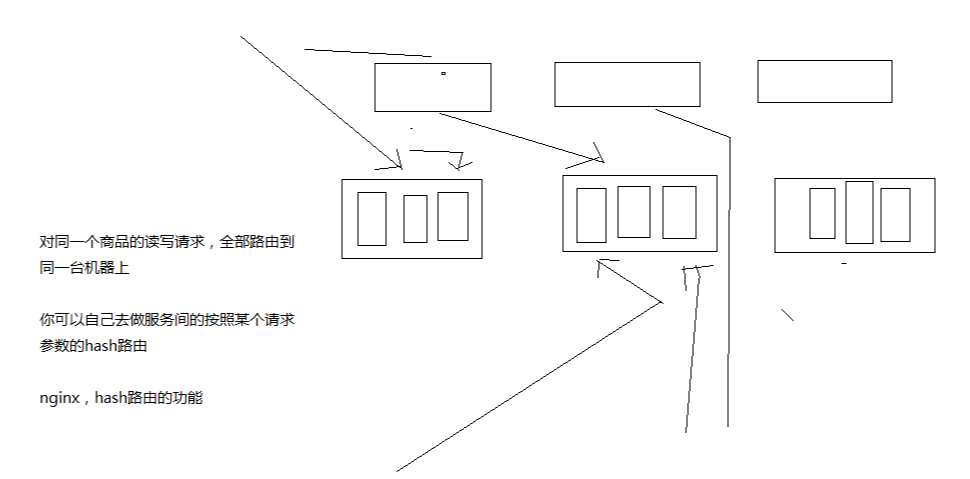 对同一个商品的读写请求，全部路由到
同一台机器上
你可以自己去做服务间的按照某个请求
参数的hash路由
nginx，hash路由的功能